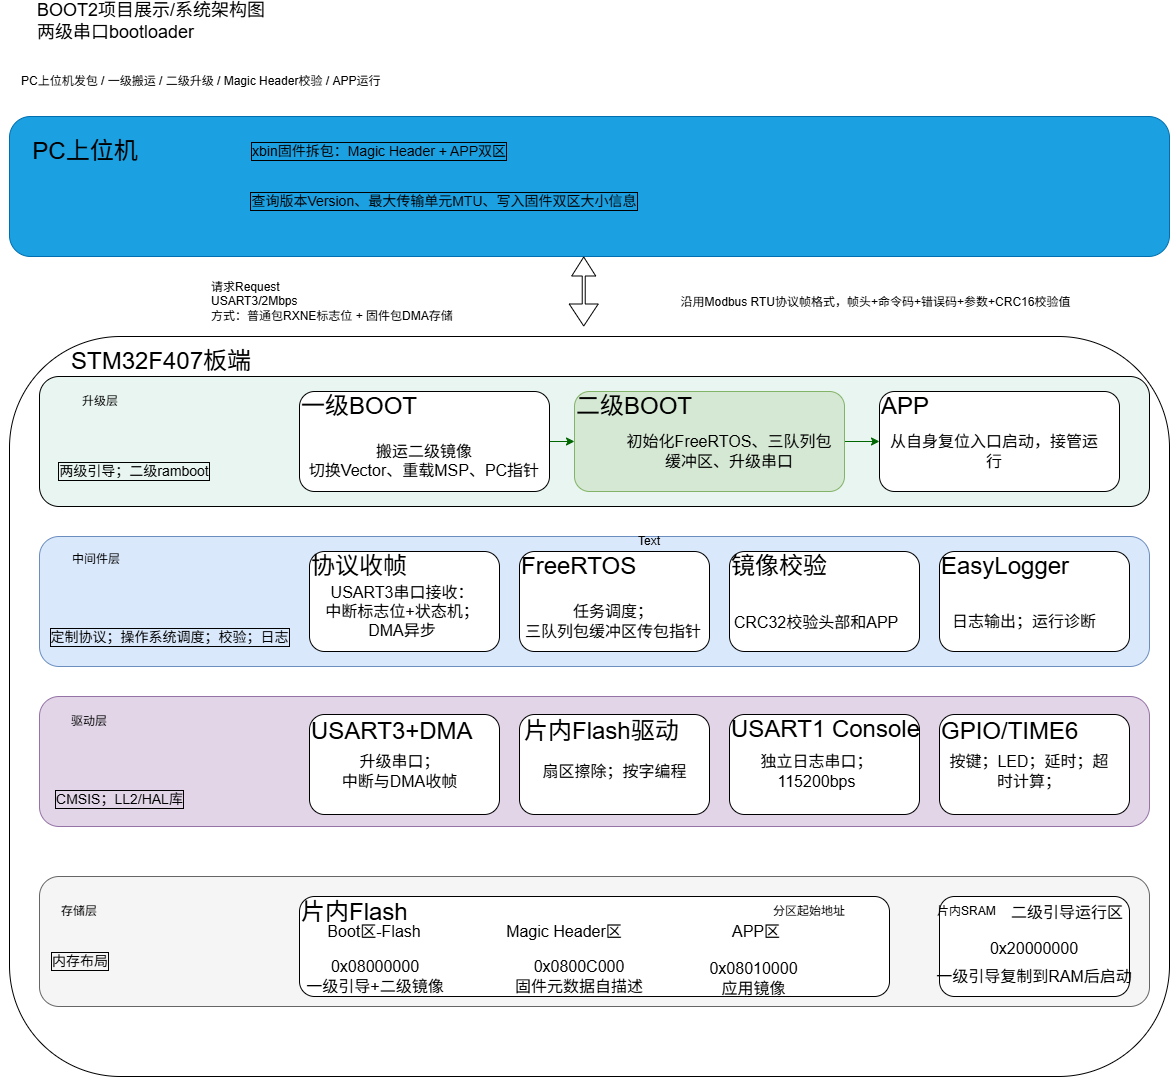 BOOT2项目展示/系统架构图
两级串口bootloader
PC上位机发包 / 一级搬运 / 二级升级 / Magic Header校验 / APP运行
PC上位机
xbin固件拆包：Magic Header + APP双区
查询版本Version、最大传输单元MTU、写入固件双区大小信息
请求Request
USART3/2Mbps
方式：普通包RXNE标志位 + 固件包DMA存储
沿用Modbus RTU协议帧格式，帧头+命令码+错误码+参数+CRC16校验值
STM32F407板端
升级层
两级引导；二级ramboot
一级BOOT
搬运二级镜像
切换Vector、重载MSP、PC指针
二级BOOT
初始化FreeRTOS、三队列包
缓冲区、升级串口
APP
从自身复位入口启动，接管运
行
中间件层
定制协议；操作系统调度；校验；日志
Text
协议收帧
USART3串口接收：
中断标志位+状态机；
DMA异步
FreeRTOS
任务调度；
三队列包缓冲区传包指针
镜像校验
CRC32校验头部和APP
EasyLogger
日志输出；运行诊断
驱动层
CMSIS；LL2/HAL库
USART3+DMA
升级串口；
中断与DMA收帧
片内Flash驱动
扇区擦除；按字编程
USART1 Console
独立日志串口；
115200bps
GPIO/TIME6
按键；LED；延时；超
时计算；
存储层
内存布局
片内Flash
分区起始地址
Boot区-Flash
0x08000000
一级引导+二级镜像
Magic Header区
0x0800C000
固件元数据自描述
APP区
0x08010000
应用镜像
片内SRAM
二级引导运行区
0x20000000
一级引导复制到RAM后启动